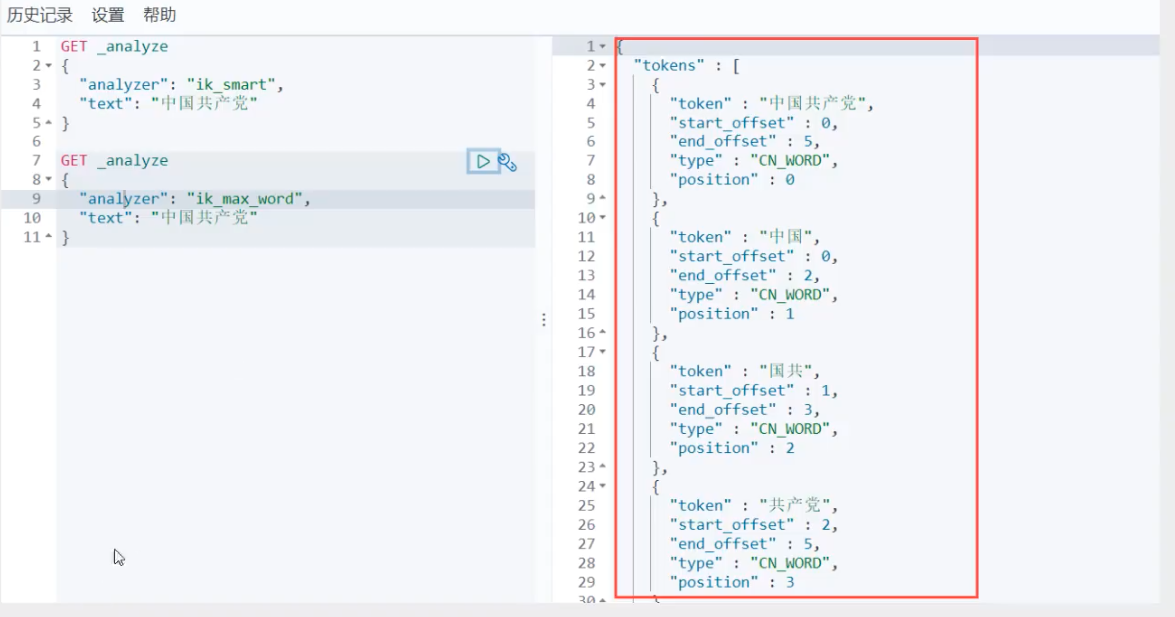 历史记录 设置 帮助
1 GET _analyze
2 {
3 "analyzer": "ik_smart",
4 "text": "中国共产党"
5 }
6
7 GET _analyze
8 {
9 "analyzer": "ik_max_word",
10 "text": "中国共产党"
11 }
1 {
2 "tokens" : [
3 {
4 "token" : "中国共产党",
5 "start_offset" : 0,
6 "end_offset" : 5,
7 "type" : "CN_WORD",
8 "position" : 0
9 },
10 {
11 "token" : "中国",
12 "start_offset" : 0,
13 "end_offset" : 2,
14 "type" : "CN_WORD",
15 "position" : 1
16 },
17 {
18 "token" : "国共",
19 "start_offset" : 1,
20 "end_offset" : 3,
21 "type" : "CN_WORD",
22 "position" : 2
23 },
24 {
25 "token" : "共产党",
26 "start_offset" : 2,
27 "end_offset" : 5,
28 "type" : "CN_WORD",
29 "position" : 3
30 }